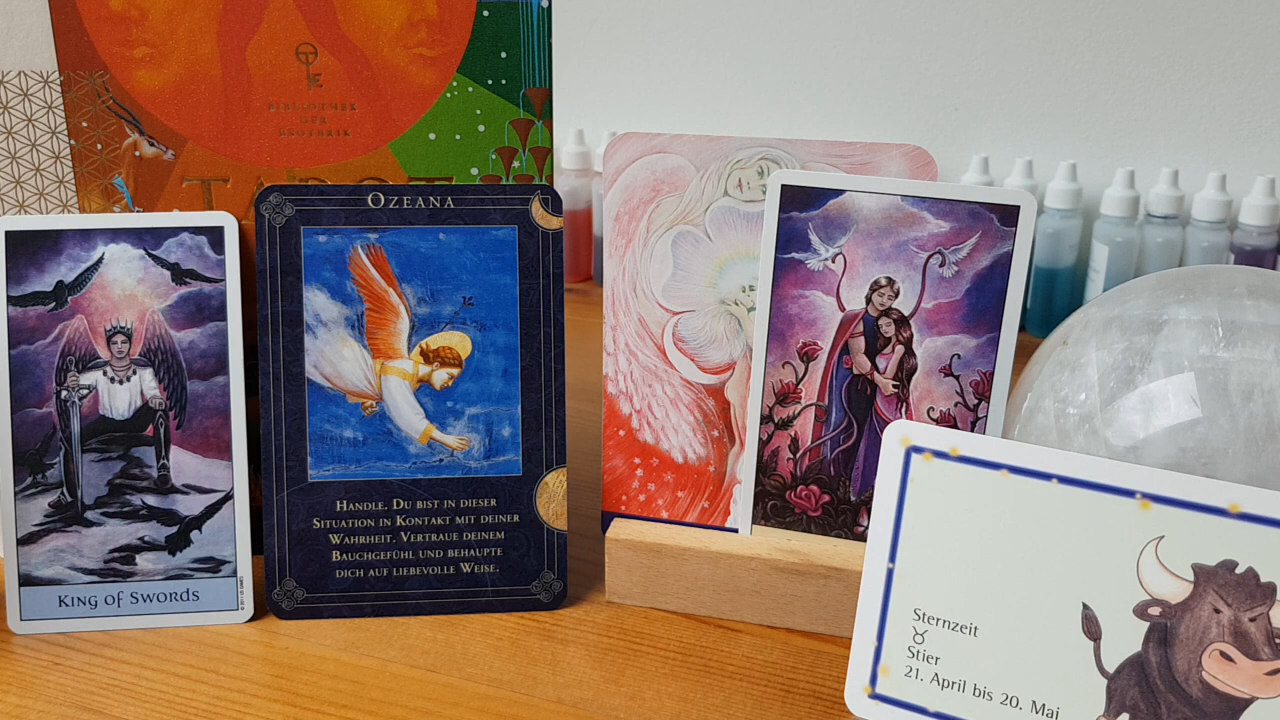 BIBLIOTHEK
DER
ESOTERIK
TAROT
KING OF SWORDS
OZEANA
HANDLE. DU BIST IN DIESER
SITUATION IN KONTAKT MIT DEINER
WAHRHEIT. VERTRAUE DEINEM
BAUCHGEFÜHL UND BEHAUPTE
DICH AUF LIEBEVOLLE WEISE.
Sternzeit
♉
Stier
21. April bis 20. Mai